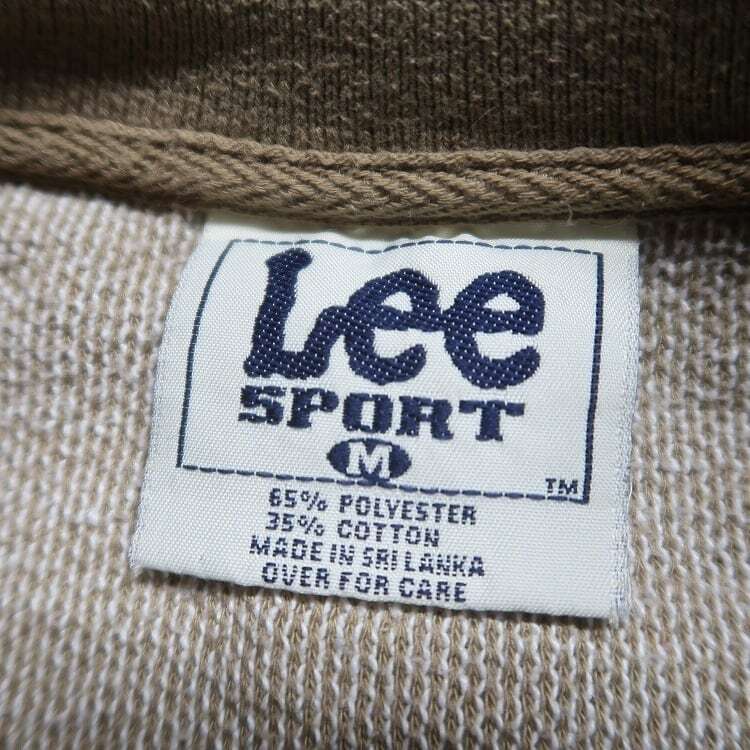 Lee
SPORT
M
TM
65% POLYESTER
35% COTTON
MADE IN SRI LANKA
OVER FOR CARE